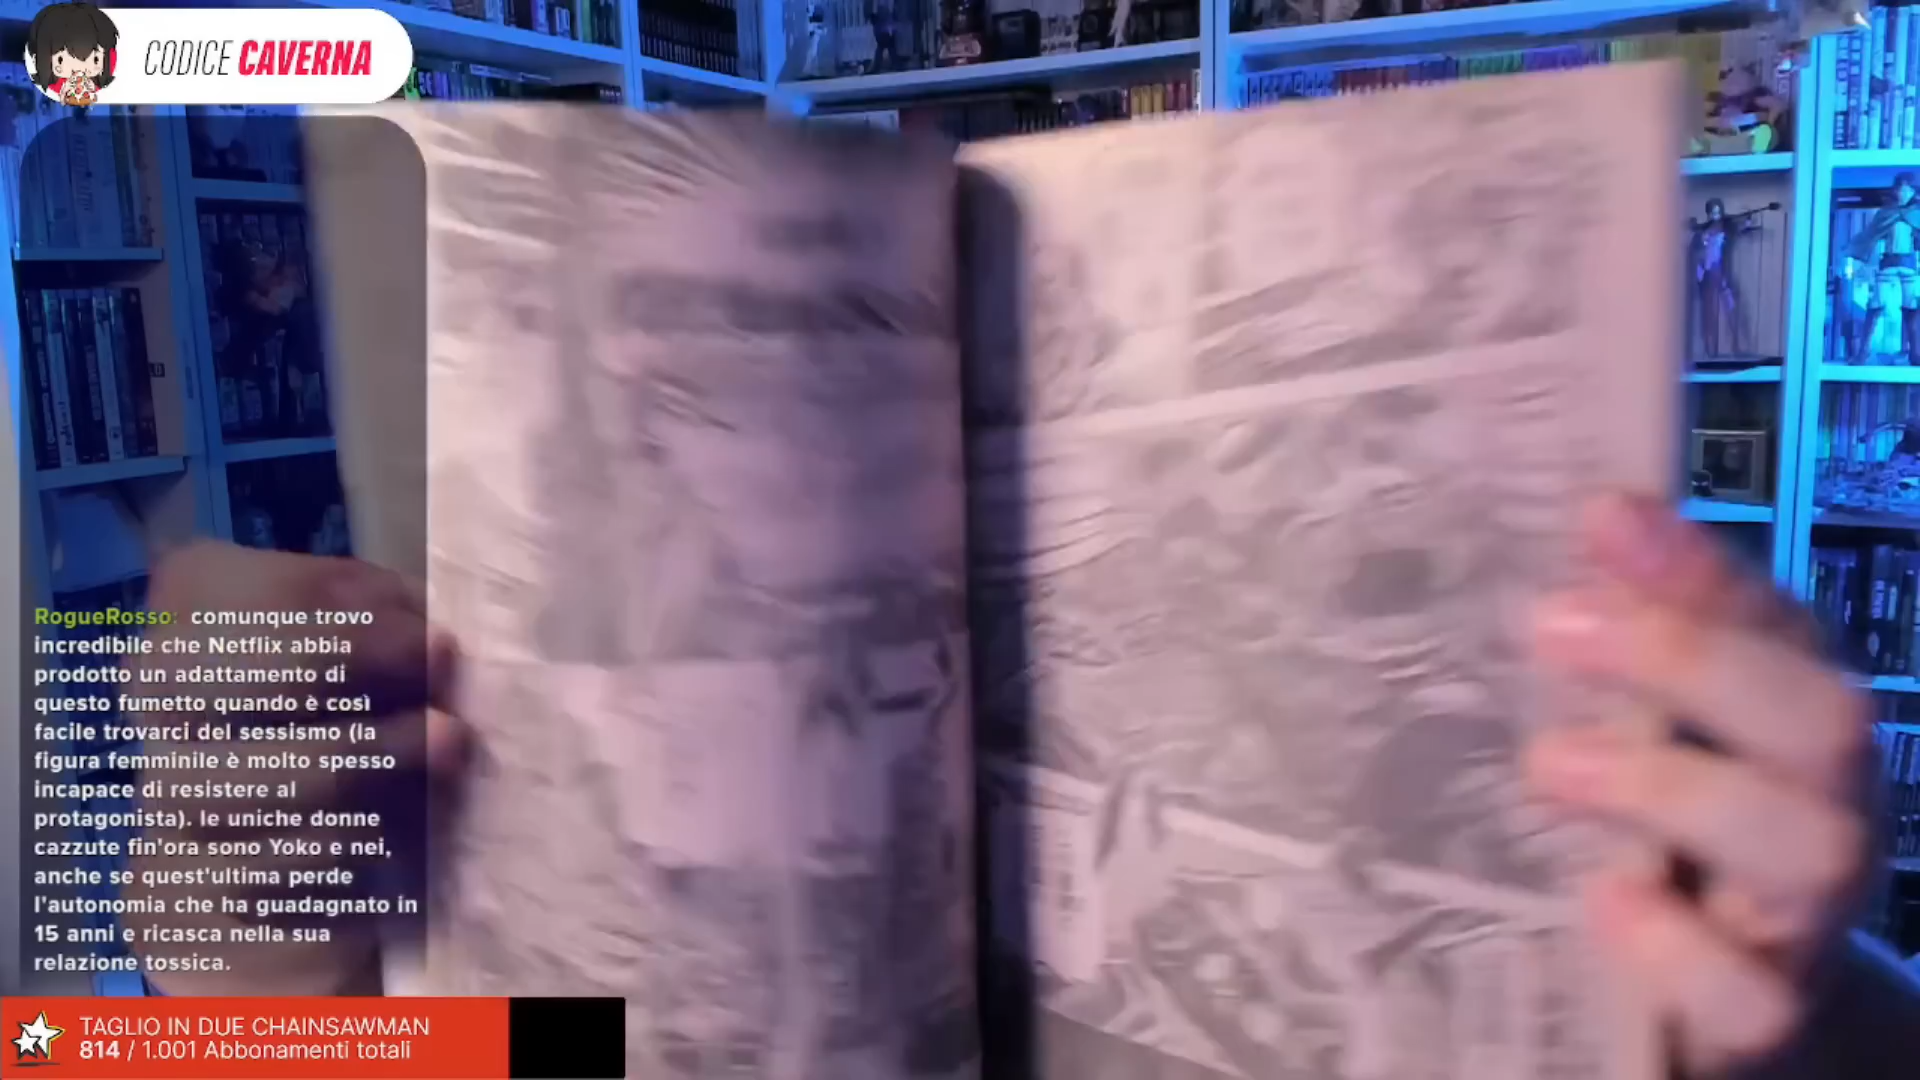 CODICE CAVERNA
RogueRosso: comunque trovo
incredibile che Netflix abbia
prodotto un adattamento di
questo fumetto quando è così
facile trovarci del sessismo (la
figura femminile è molto spesso
incapace di resistere al
protagonista). le uniche donne
cazzute fin'ora sono Yoko e nei,
anche se quest'ultima perde
l'autonomia che ha guadagnato in
15 anni e ricasca nella sua
relazione tossica.
TAGLIO IN DUE CHAINSAWMAN
814 / 1.001 Abbonamenti totali